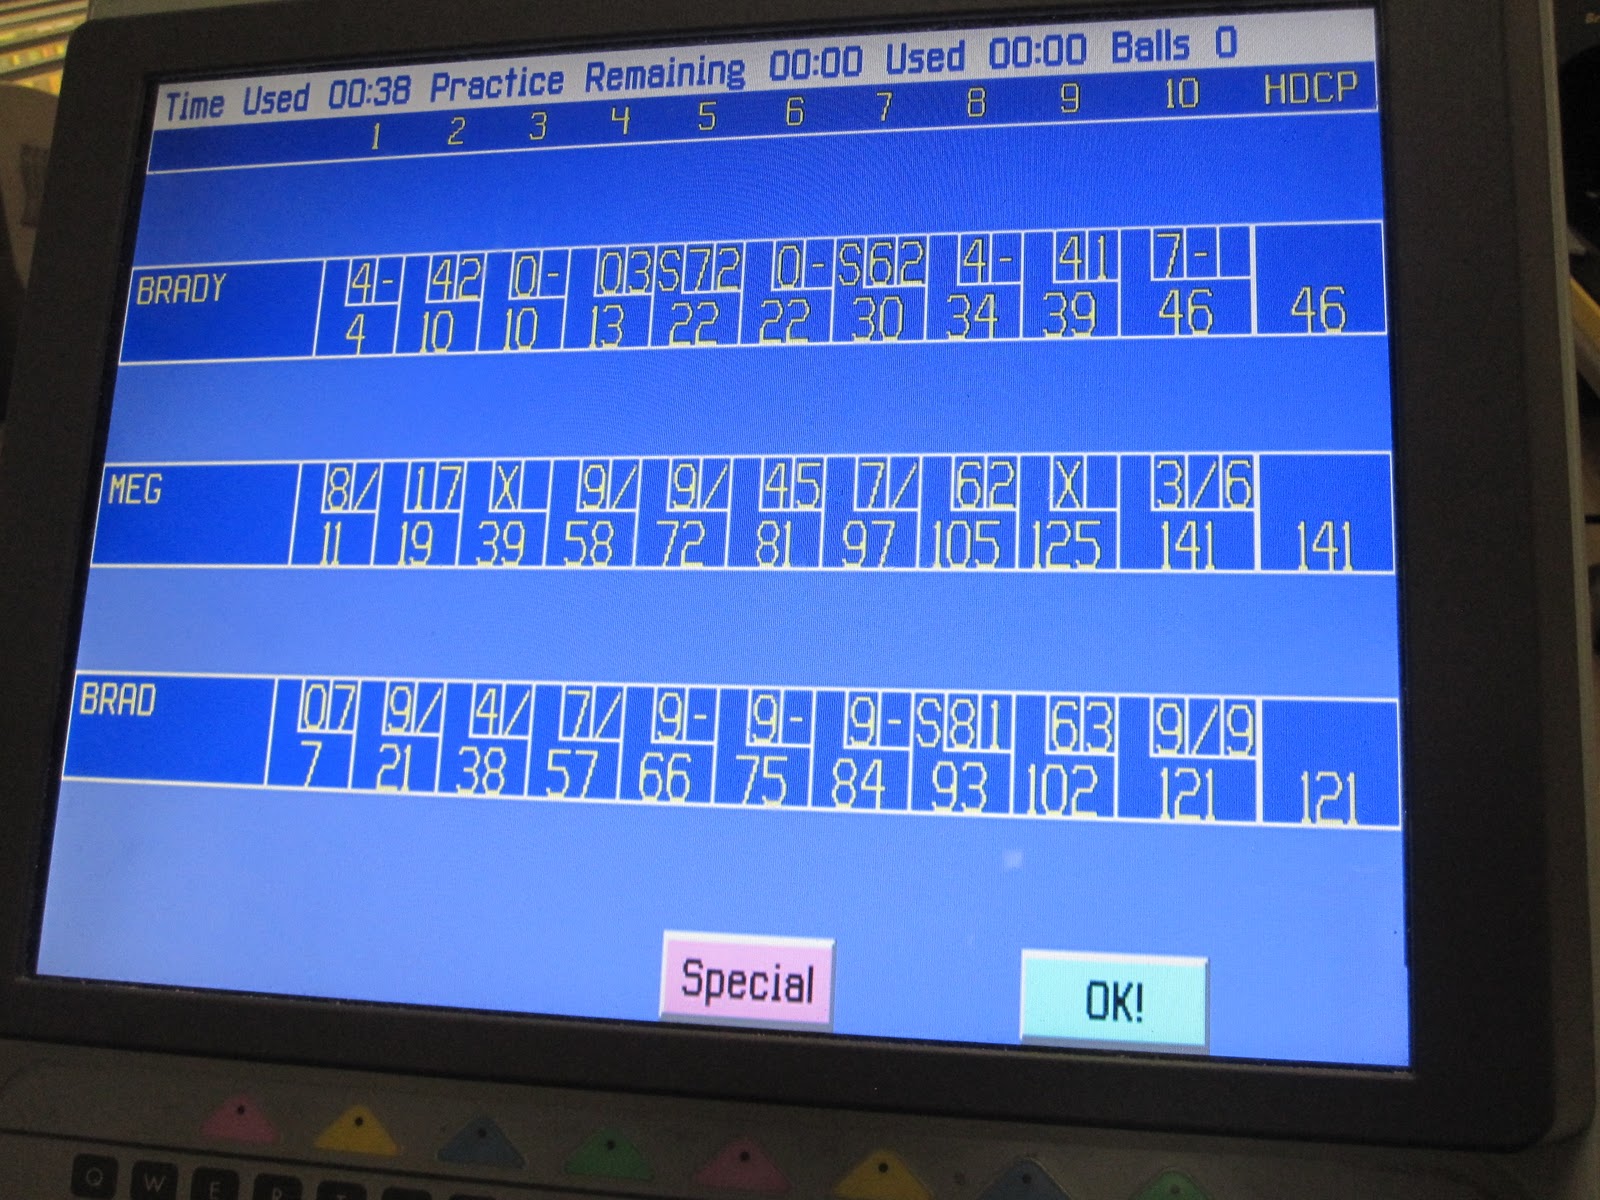 Time Used 00:38 Practice Remaining 00:00 Used 00:00 Balls 0
1 2 3 4 5 6 7 8 9 10 HDCP
BRADY 4- 42 0- 03 S72 0- S62 4- 41 7-
4 10 10 13 22 22 30 34 39 46 46
MEG 8/ 17 X 9/ 9/ 45 7/ 62 X 3/6
11 19 39 58 72 81 97 105 125 141 141
BRAD 07 9/ 4/ 7/ 9- 9- 9- S81 63 9/9
7 21 38 57 66 75 84 93 102 121 121
Special OK!
Q W E R T